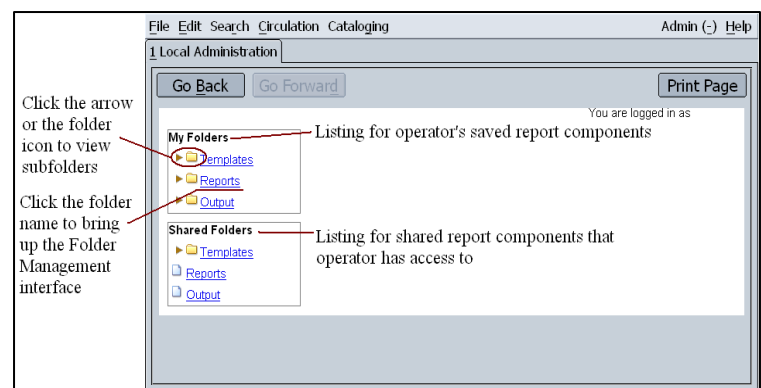 File Edit Search Circulation Cataloging Admin (-) Help
1 Local Administration
Go Back Go Forward Print Page
You are logged in as
Click the arrow
or the folder
icon to view
subfolders
My Folders
Listing for operator's saved report components
Templates
Reports
Output
Click the folder
name to bring
up the Folder
Management
interface
Shared Folders
Listing for shared report components that
operator has access to
Templates
Reports
Output